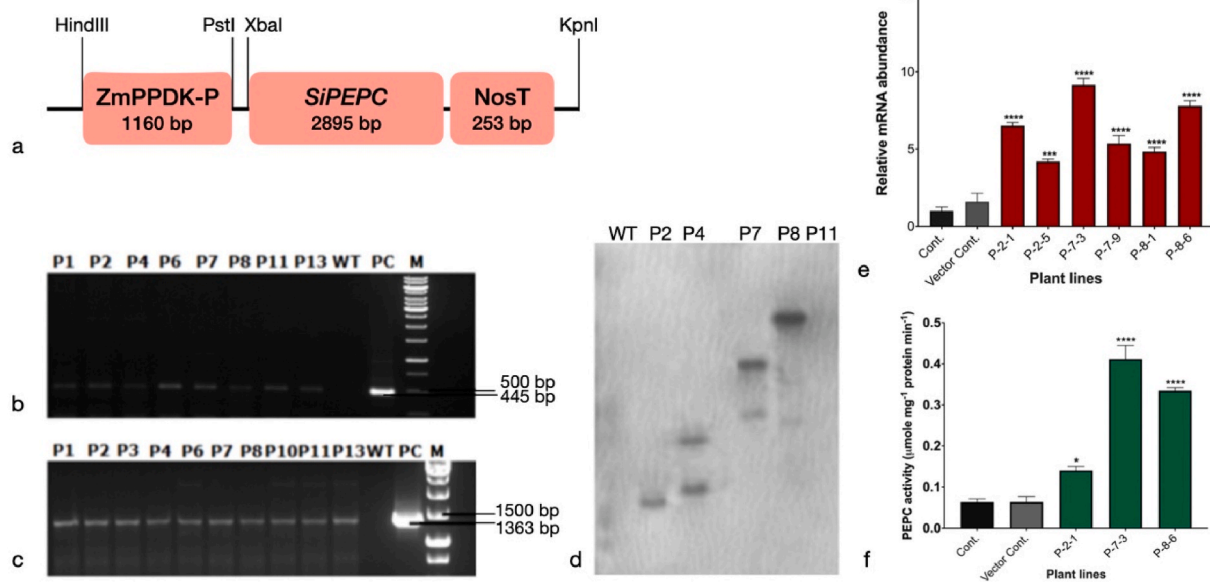 HindIII PstI XbaI KpnI
ZmPPDK-P SiPEPC NosT
1160 bp 2895 bp 253 bp
a
P1 P2 P4 P6 P7 P8 P11 P13 WT PC M
500 bp
445 bp
b
P1 P2 P3 P4 P6 P7 P8 P10 P11 P13 WT PC M
1500 bp
1363 bp
c
WT P2 P4 P7 P8 P11
d
Relative mRNA abundance
10
5
0
**** *** **** **** **** ****
Cont. Vector Cont. P-2-1 P-2-5 P-7-3 P-7-9 P-8-1 P-8-6
Plant lines
e
PEPC activity (µmole mg⁻¹ protein min⁻¹)
0.5
0.4
0.3
0.2
0.1
0.0
* **** ****
Cont. Vector Cont. P-2-1 P-7-3 P-8-6
Plant lines
f